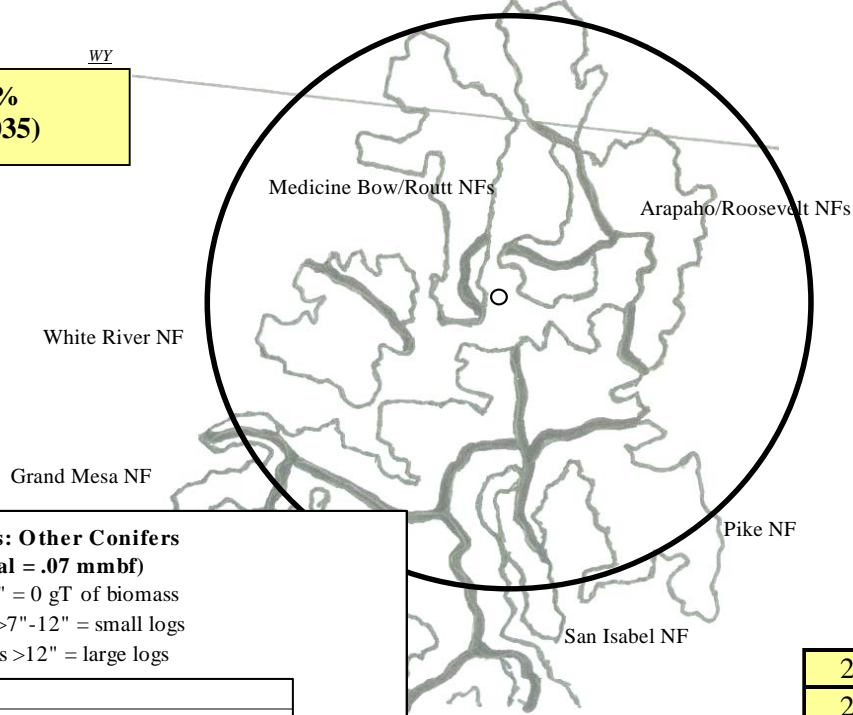 WY
%
035)
Medicine Bow/Routt NFs
Arapaho/Roosevelt NFs
White River NF
Grand Mesa NF
s: Other Conifers
al = .07 mmbf)
" = 0 gT of biomass
>7"-12" = small logs
s >12" = large logs
Pike NF
San Isabel NF
2
2